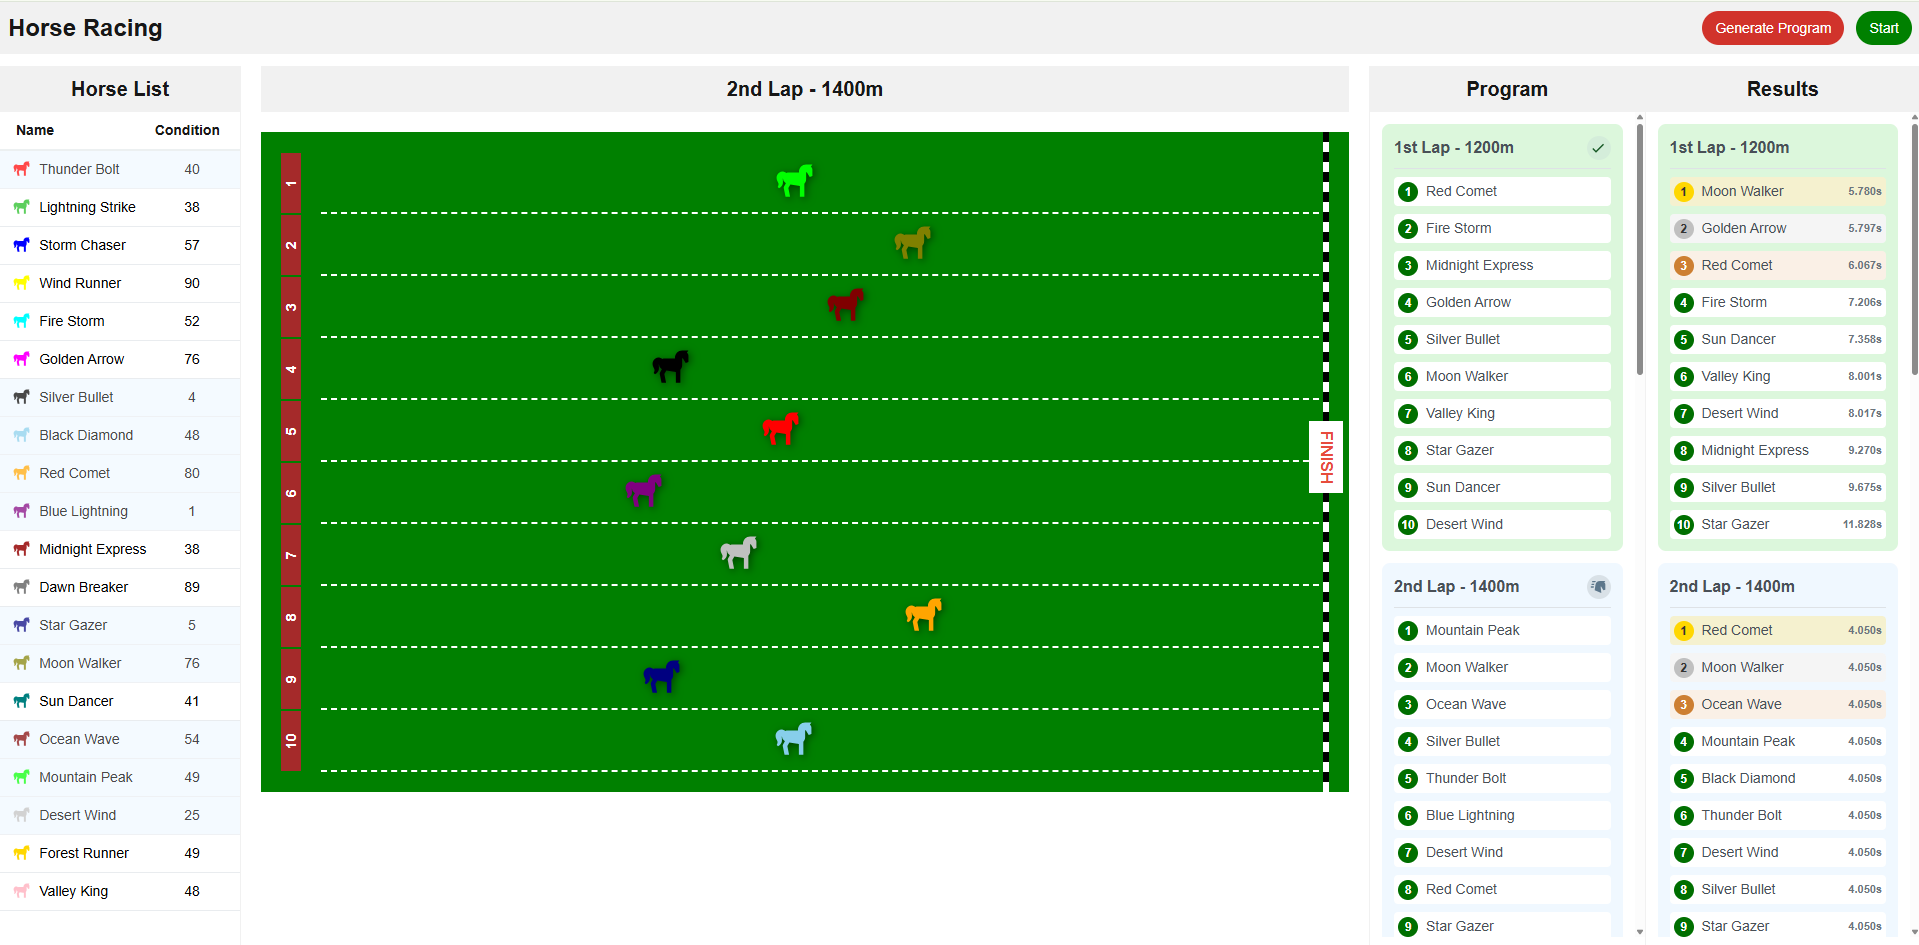 Horse Racing
Generate Program
Start
Horse List
Name Condition
Thunder Bolt 40
Lightning Strike 38
Storm Chaser 57
Wind Runner 90
Fire Storm 52
Golden Arrow 76
Silver Bullet 4
Black Diamond 48
Red Comet 80
Blue Lightning 1
Midnight Express 38
Dawn Breaker 89
Star Gazer 5
Moon Walker 76
Sun Dancer 41
Ocean Wave 54
Mountain Peak 49
Desert Wind 25
Forest Runner 49
Valley King 48
2nd Lap - 1400m
1
2
3
4
5
6
7
8
9
10
FINISH
Program
1st Lap - 1200m
1 Red Comet
2 Fire Storm
3 Midnight Express
4 Golden Arrow
5 Silver Bullet
6 Moon Walker
7 Valley King
8 Star Gazer
9 Sun Dancer
10 Desert Wind
2nd Lap - 1400m
1 Mountain Peak
2 Moon Walker
3 Ocean Wave
4 Silver Bullet
5 Thunder Bolt
6 Blue Lightning
7 Desert Wind
8 Red Comet
9 Star Gazer
Results
1st Lap - 1200m
1 Moon Walker 5.780s
2 Golden Arrow 5.797s
3 Red Comet 6.067s
4 Fire Storm 7.206s
5 Sun Dancer 7.358s
6 Valley King 8.001s
7 Desert Wind 8.017s
8 Midnight Express 9.270s
9 Silver Bullet 9.675s
10 Star Gazer 11.828s
2nd Lap - 1400m
1 Red Comet 4.050s
2 Moon Walker 4.050s
3 Ocean Wave 4.050s
4 Mountain Peak 4.050s
5 Black Diamond 4.050s
6 Thunder Bolt 4.050s
7 Desert Wind 4.050s
8 Silver Bullet 4.050s
9 Star Gazer 4.050s